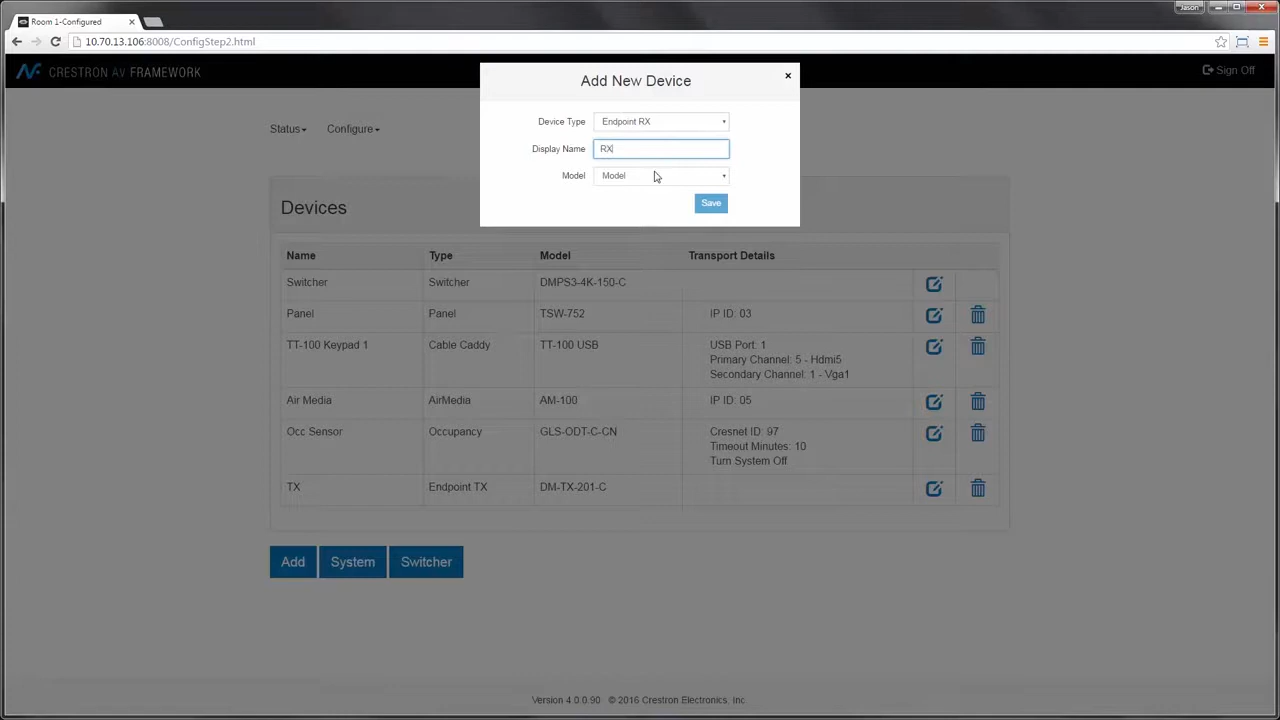 Jason
Room 1-Configured
10.70.13.106:8008/ConfigStep2.html
CRESTRON AV FRAMEWORK
Sign Off
Add New Device
Device Type
Endpoint RX
Display Name
RX
Model
Model
Save
Status
Configure
Devices
Name Type Model Transport Details
Switcher Switcher DMPS3-4K-150-C
Panel Panel TSW-752 IP ID: 03
TT-100 Keypad 1 Cable Caddy TT-100 USB USB Port: 1
Primary Channel: 5 - Hdmi5
Secondary Channel: 1 - Vga1
Air Media AirMedia AM-100 IP ID: 05
Occ Sensor Occupancy GLS-ODT-C-CN Cresnet ID: 97
Timeout Minutes: 10
Turn System Off
TX Endpoint TX DM-TX-201-C
Add System Switcher
Version 4.0.0.90 © 2016 Crestron Electronics, Inc